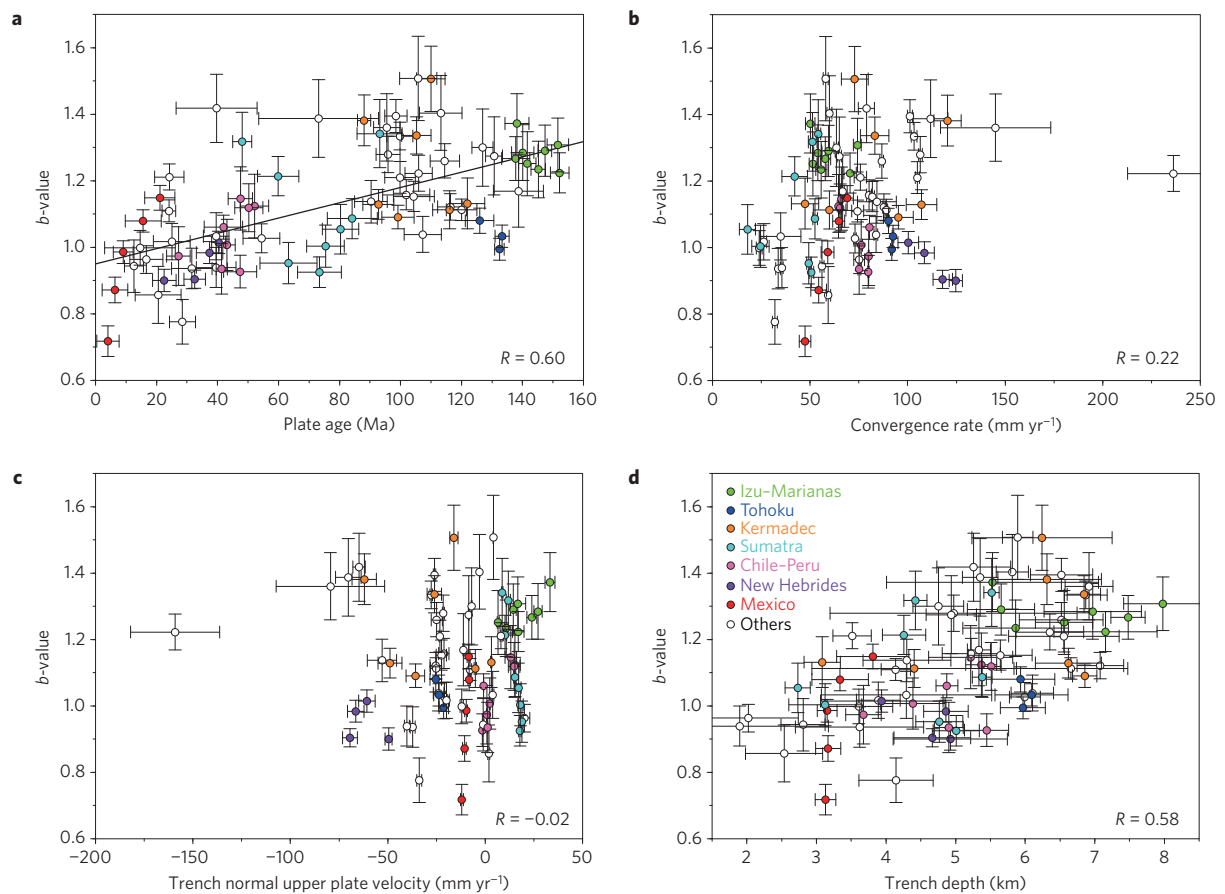 a
1.6
1.4
1.2
1.0
0.8
0.6
b-value
0 20 40 60 80 100 120 140 160
Plate age (Ma)
R = 0.60
b
1.6
1.4
1.2
1.0
0.8
0.6
b-value
0 50 100 150 200 250
Convergence rate (mm yr⁻¹)
R = 0.22
c
1.6
1.4
1.2
1.0
0.8
0.6
b-value
−200 −150 −100 −50 0 50
Trench normal upper plate velocity (mm yr⁻¹)
R = −0.02
d
1.6
1.4
1.2
1.0
0.8
0.6
b-value
Izu–Marianas
Tohoku
Kermadec
Sumatra
Chile–Peru
New Hebrides
Mexico
Others
2 3 4 5 6 7 8
Trench depth (km)
R = 0.58